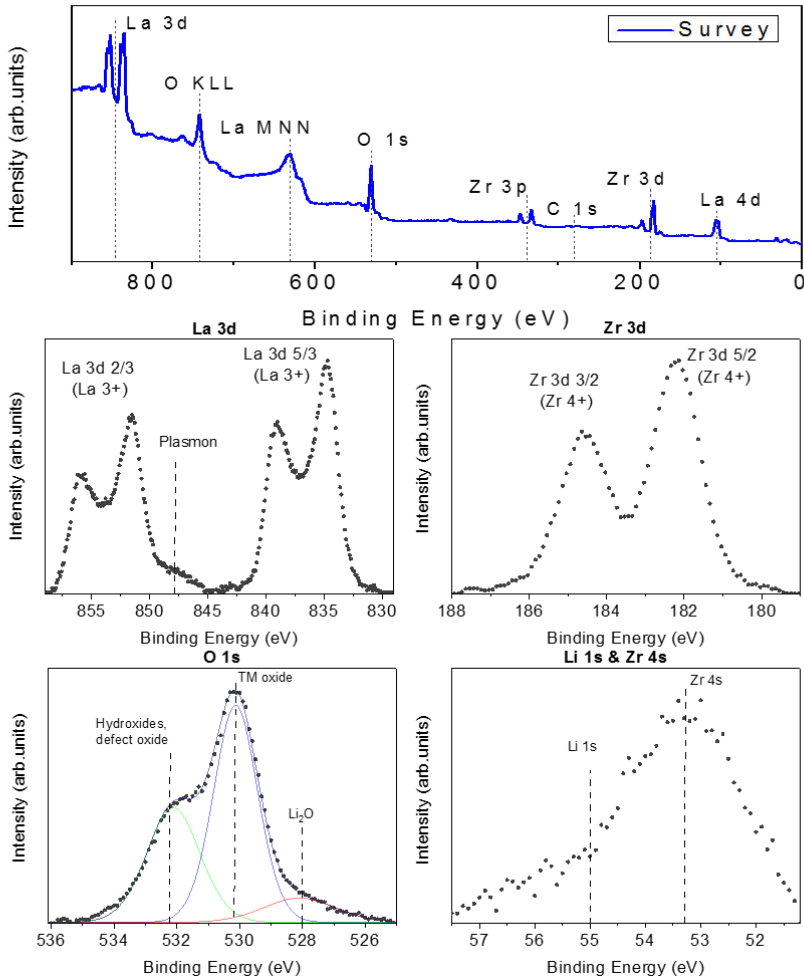 La 3d
Survey
O KLL
La MNN
O 1s
Zr 3p
C 1s
Zr 3d
La 4d
Intensity (arb.units)
800
600
400
200
0
Binding Energy (eV)
La 3d
La 3d 2/3
(La 3+)
La 3d 5/3
(La 3+)
Plasmon
Intensity (arb.units)
855
850
845
840
835
830
Binding Energy (eV)
Zr 3d
Zr 3d 5/2
(Zr 4+)
Zr 3d 3/2
(Zr 4+)
Intensity (arb.units)
188
186
184
182
180
Binding Energy (eV)
O 1s
TM oxide
Hydroxides,
defect oxide
Li₂O
Intensity (arb.units)
536
534
532
530
528
526
Binding Energy (eV)
Li 1s & Zr 4s
Zr 4s
Li 1s
Intensity (arb.units)
57
56
55
54
53
52
Binding Energy (eV)